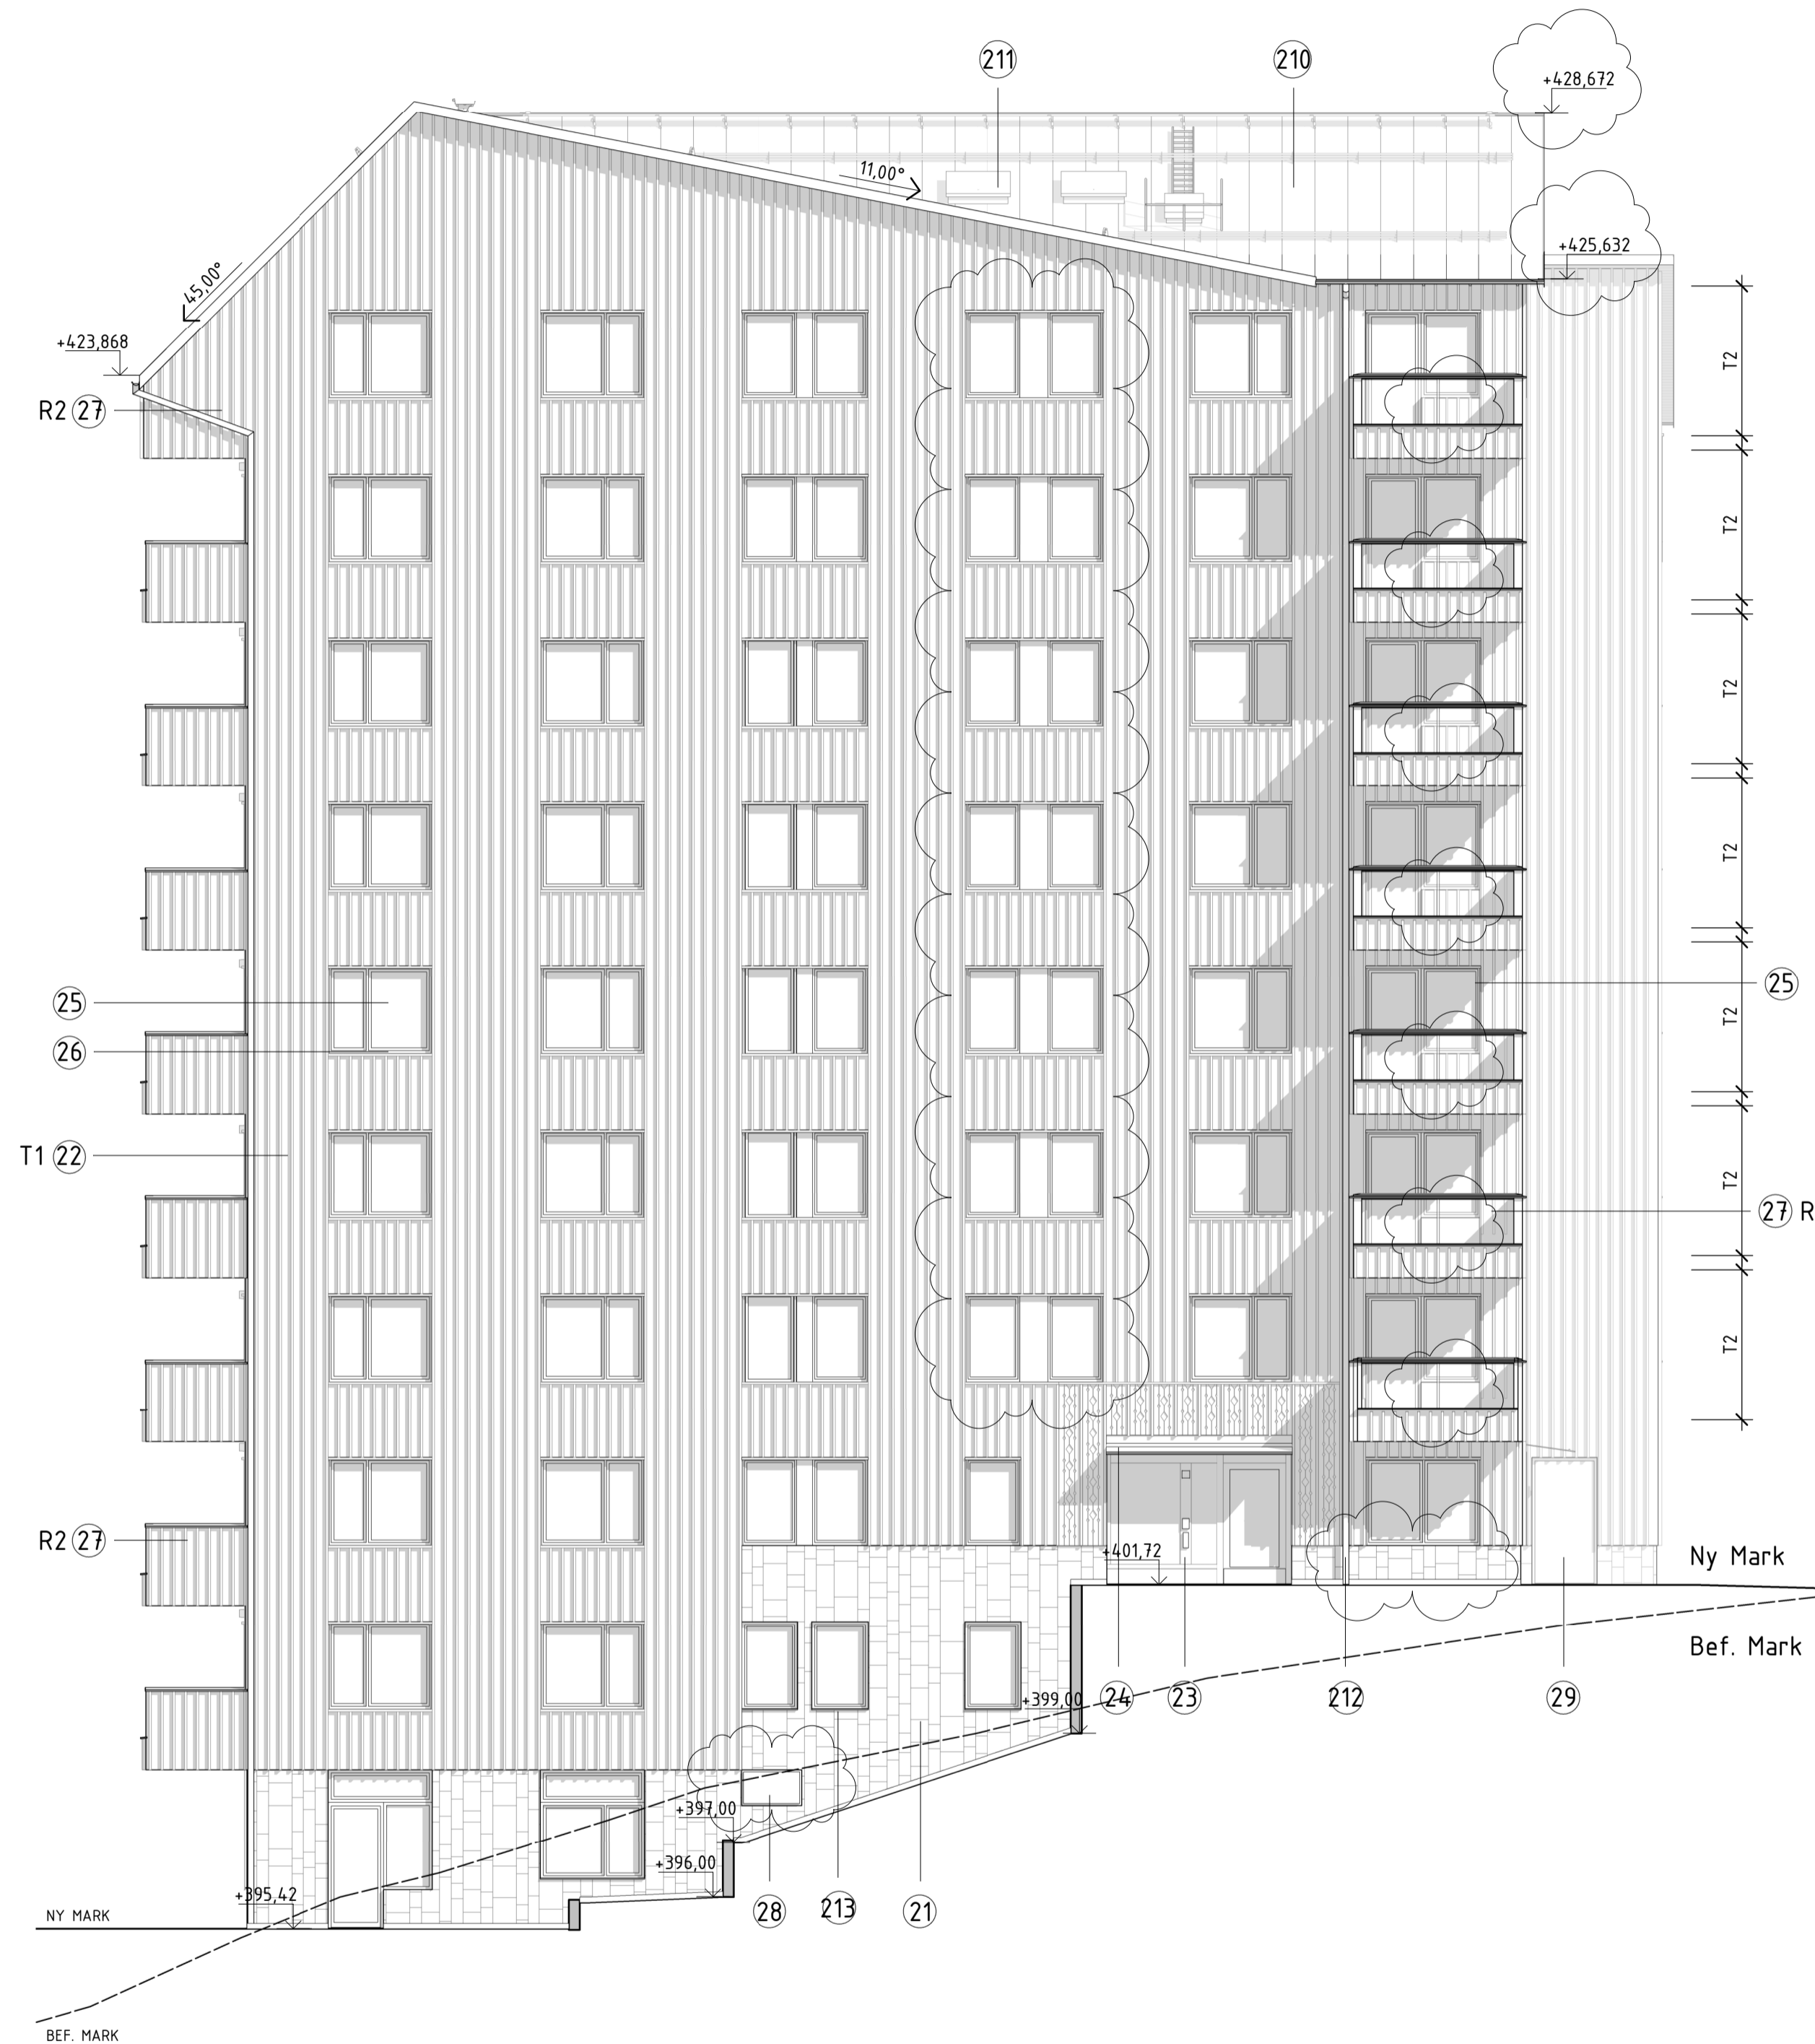 211
210
+428,672
11,00°
+425,632
45,00°
+423,868
T2
R2 27
T2
T2
T2
25
25
26
T2
T1 22
T2
27 R
T2
R2 27
+401,72
Ny Mark
Bef. Mark
+399,00
24
23
212
29
+397,00
+396,00
+395,42
28
213
21
NY MARK
BEF. MARK